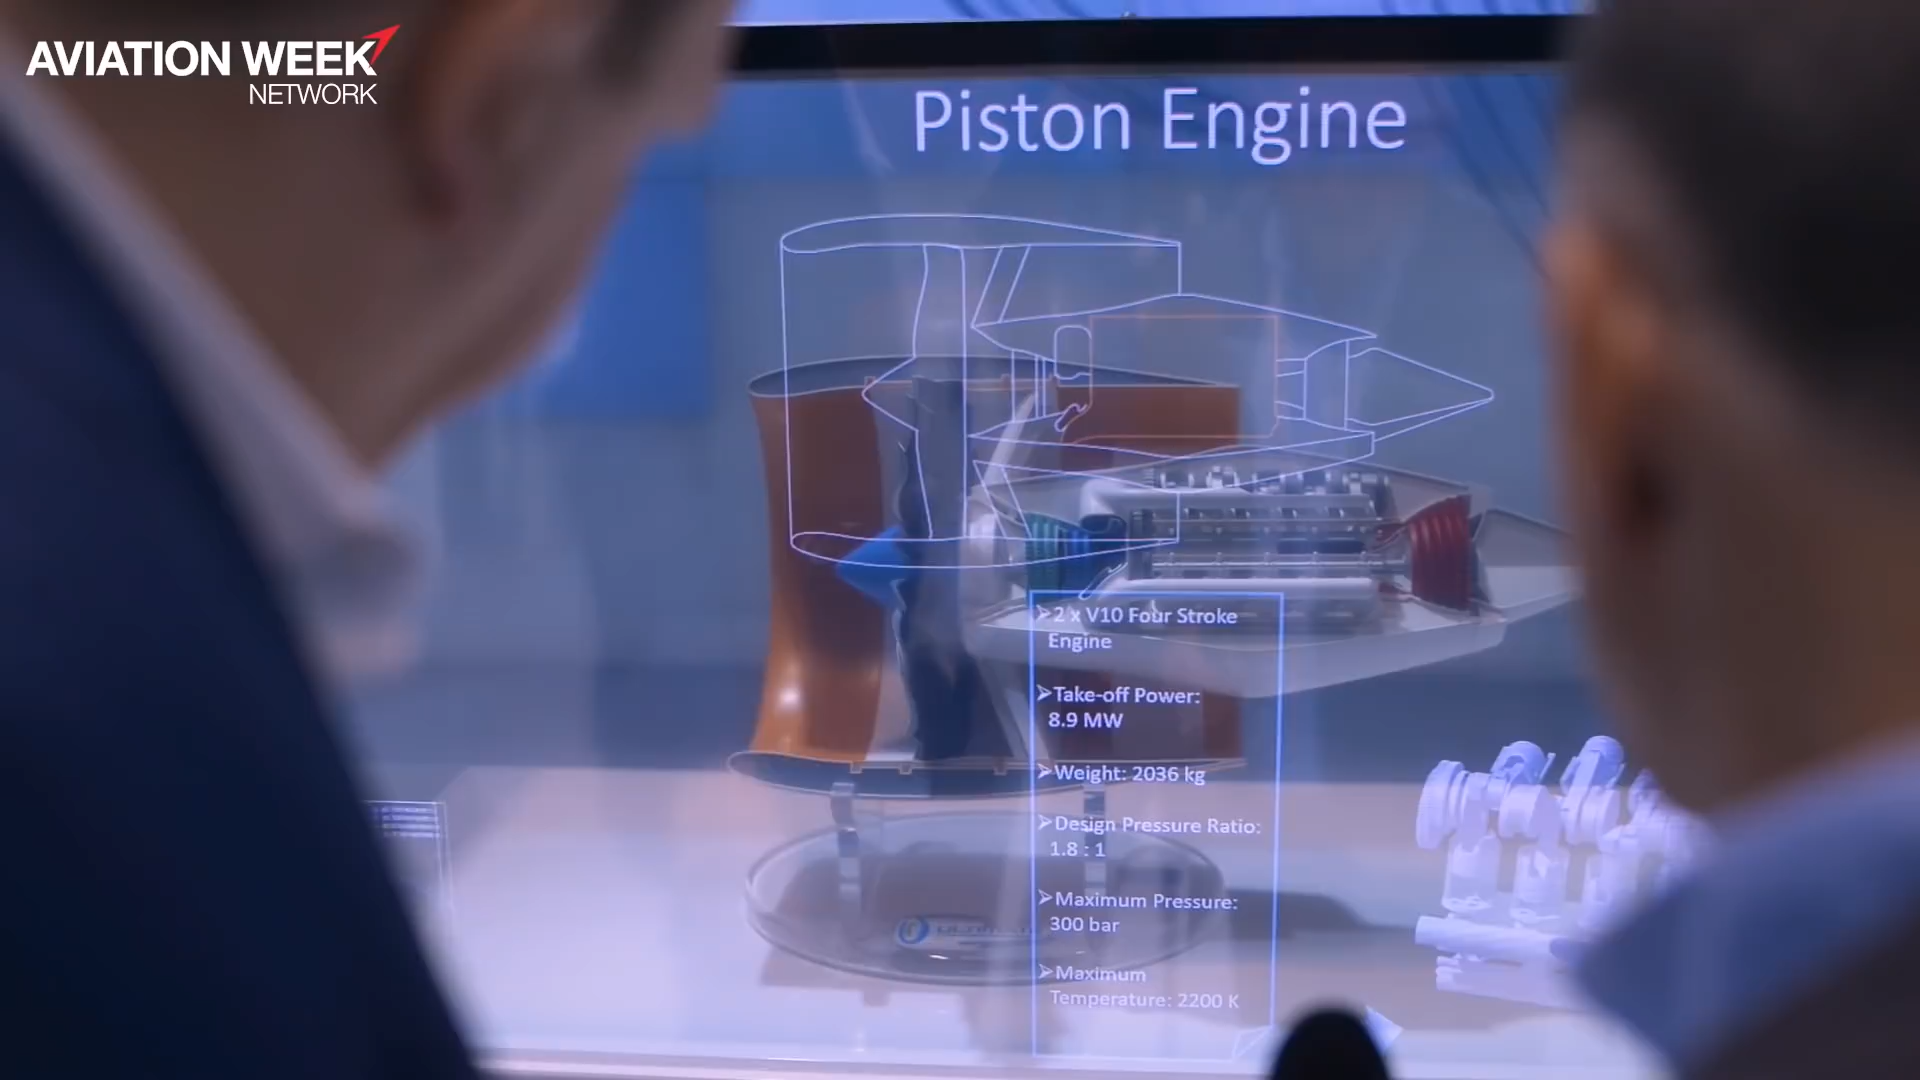 AVIATION WEEK
NETWORK
Piston Engine
➢2 x V10 Four Stroke
Engine
➢Take-off Power:
8.9 MW
➢Weight: 2036 kg
➢Design Pressure Ratio:
1.8 : 1
➢Maximum Pressure:
300 bar
➢Maximum
Temperature: 2200 K